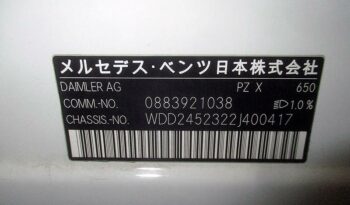 メルセデス・ベンツ日本株式会社
DAIMLER AG PZ X 650
COMM.-NO. 0883921038 1.0%
CHASSIS.-NO. WDD2452322J400417